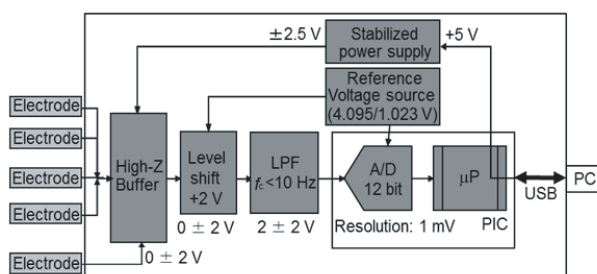 ±2.5 V
Stabilized
power supply
+5 V
Reference
Voltage source
(4.095/1.023 V)
Electrode
Electrode
Electrode
Electrode
Electrode
High-Z
Buffer
Level
shift
+2 V
LPF
fc<10 Hz
A/D
12 bit
μP
USB
PC
0 ± 2 V
2 ± 2 V
Resolution: 1 mV
PIC
0 ± 2 V